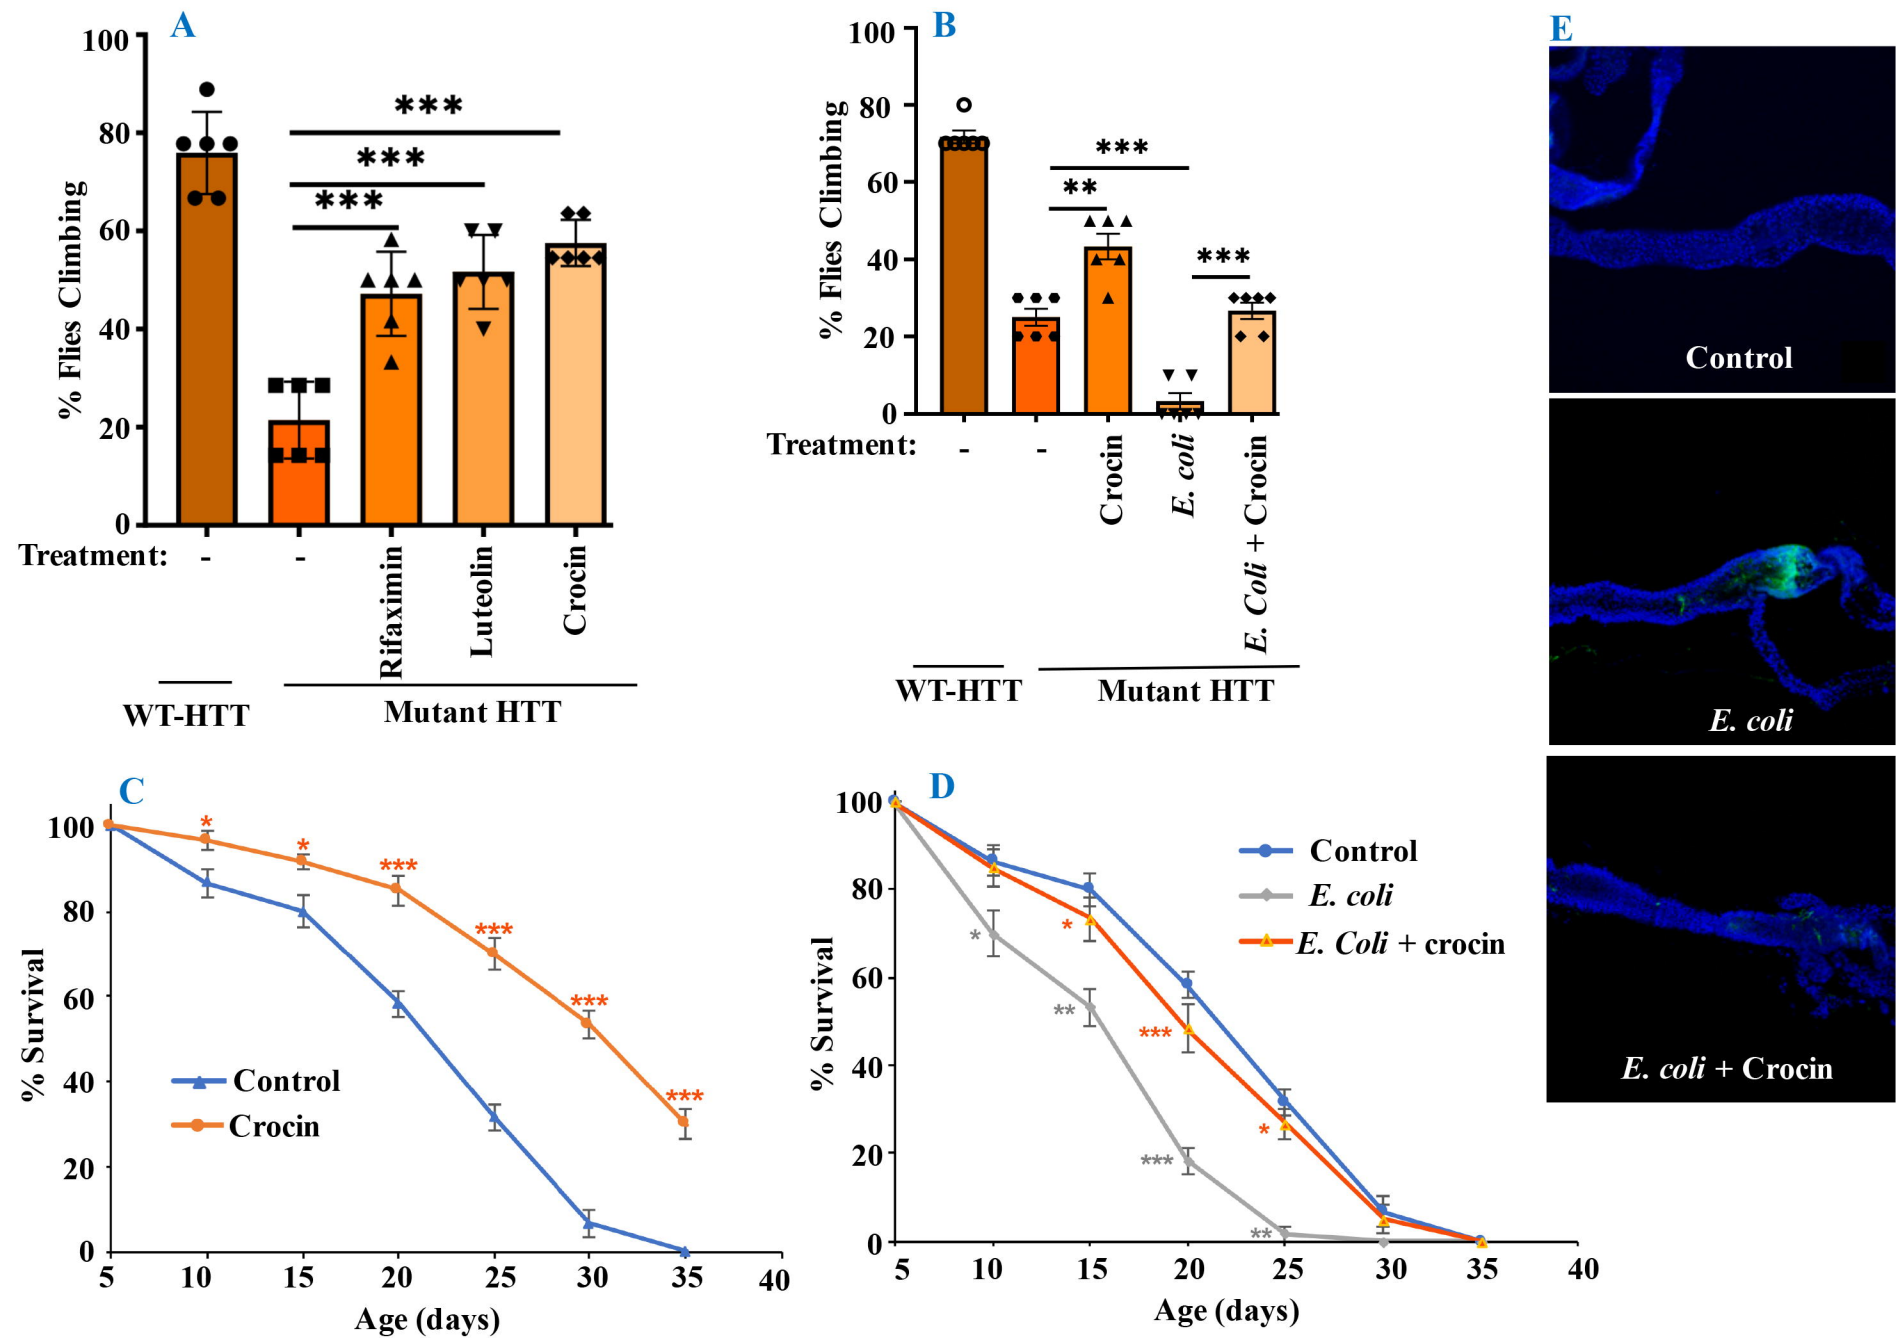 A
% Flies Climbing
100
80
60
40
20
0
***
***
***
Treatment:
-
-
Rifaximin
Luteolin
Crocin
WT-HTT
Mutant HTT
B
% Flies Climbing
100
80
60
40
20
0
***
**
***
Treatment:
-
-
Crocin
E. coli
E. Coli + Crocin
WT-HTT
Mutant HTT
E
Control
E. coli
E. coli + Crocin
C
% Survival
100
80
60
40
20
0
*
*
***
***
***
***
Control
Crocin
5 10 15 20 25 30 35 40
Age (days)
D
% Survival
100
80
60
40
20
0
Control
E. coli
E. Coli + crocin
*
*
**
***
***
*
**
5 10 15 20 25 30 35 40
Age (days)